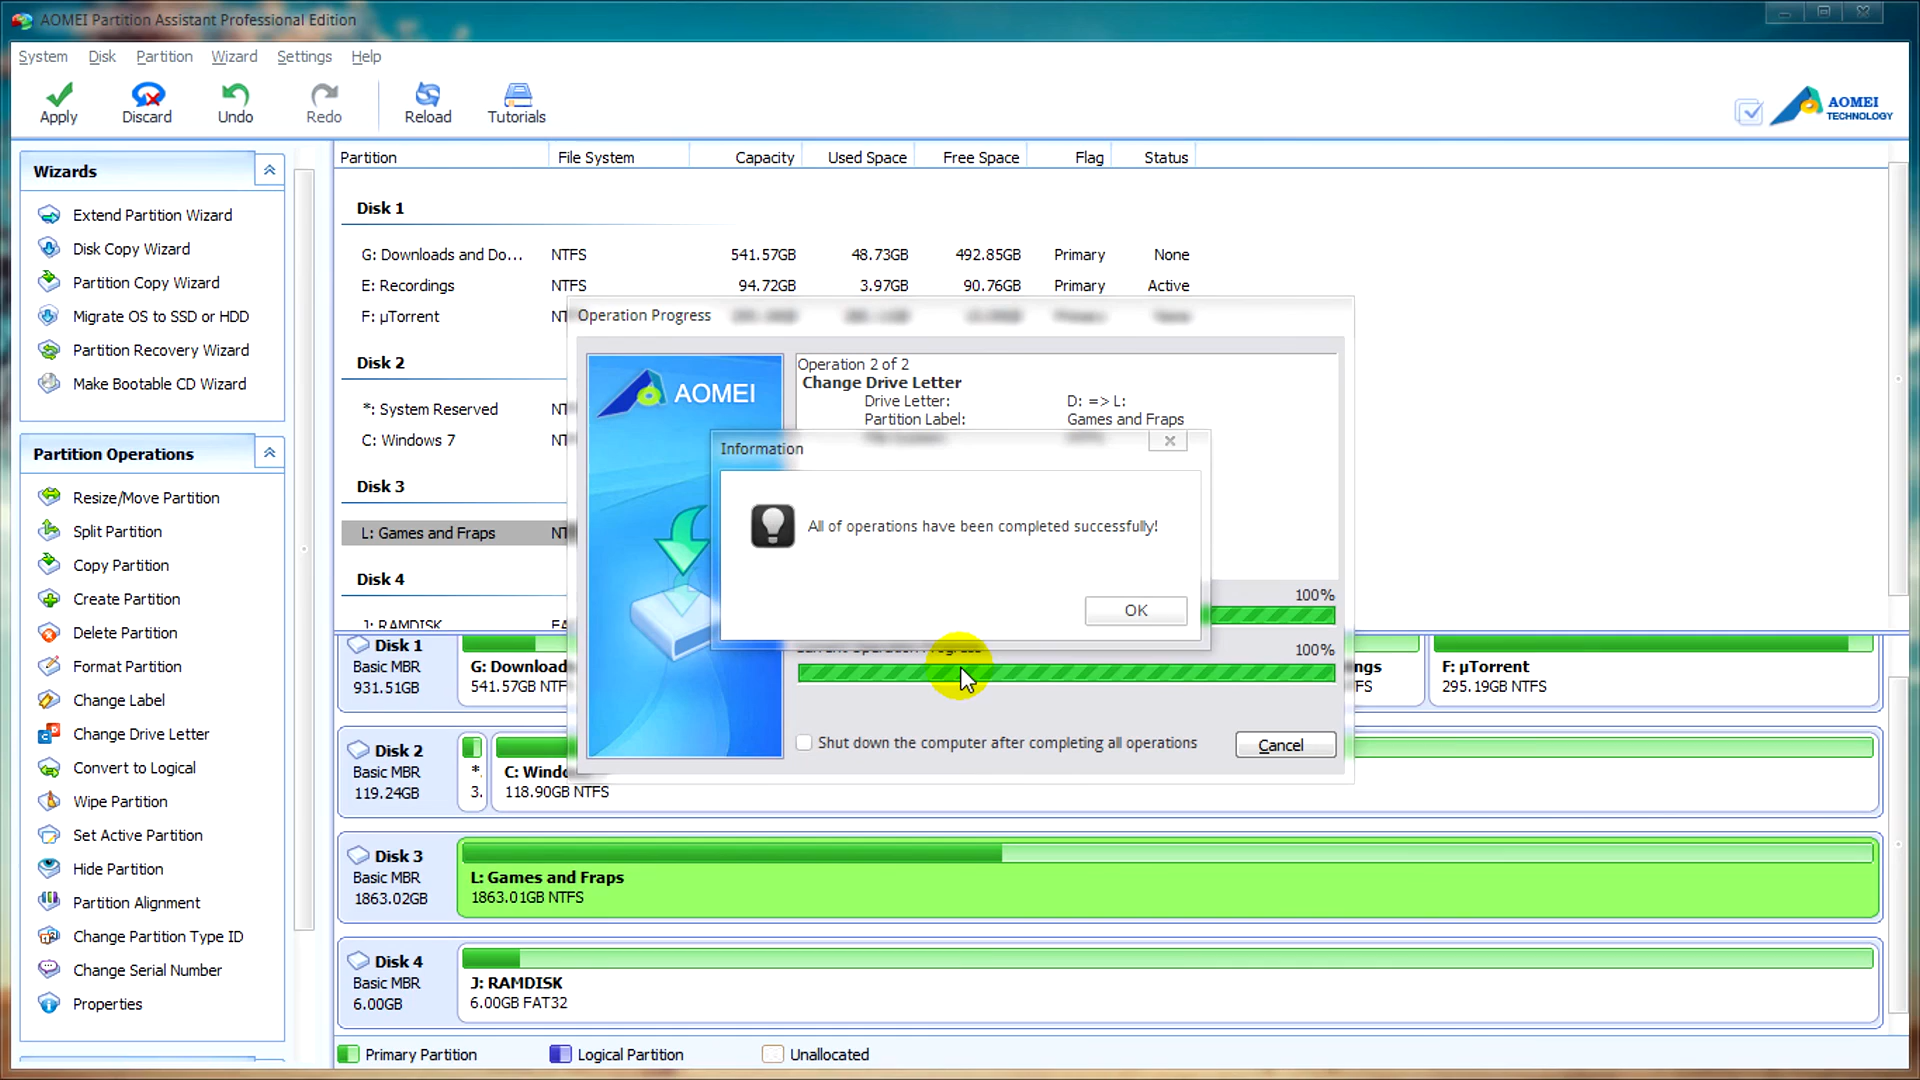 AOMEI Partition Assistant Professional Edition
System Disk Partition Wizard Settings Help
Apply Discard Undo Redo Reload Tutorials
AOMEI
TECHNOLOGY
Wizards
Extend Partition Wizard
Disk Copy Wizard
Partition Copy Wizard
Migrate OS to SSD or HDD
Partition Recovery Wizard
Make Bootable CD Wizard
Partition Operations
Resize/Move Partition
Split Partition
Copy Partition
Create Partition
Delete Partition
Format Partition
Change Label
Change Drive Letter
Convert to Logical
Wipe Partition
Set Active Partition
Hide Partition
Partition Alignment
Change Partition Type ID
Change Serial Number
Properties
Partition File System Capacity Used Space Free Space Flag Status
Disk 1
G: Downloads and Do... NTFS 541.57GB 48.73GB 492.85GB Primary None
E: Recordings NTFS 94.72GB 3.97GB 90.76GB Primary Active
F: µTorrent
Disk 2
*: System Reserved
C: Windows 7
Disk 3
L: Games and Fraps
Disk 4
J: RAMDISK
Operation Progress
AOMEI
Operation 2 of 2
Change Drive Letter
Drive Letter: D: => L:
Partition Label: Games and Fraps
Information
All of operations have been completed successfully!
OK
100%
Current Operation Progress
100%
Shut down the computer after completing all operations
Cancel
Disk 1
Basic MBR
931.51GB
G: Download
541.57GB NTF
ngs
FS
F: µTorrent
295.19GB NTFS
Disk 2
Basic MBR
119.24GB
*.
3.
C: Windo
118.90GB NTFS
Disk 3
Basic MBR
1863.02GB
L: Games and Fraps
1863.01GB NTFS
Disk 4
Basic MBR
6.00GB
J: RAMDISK
6.00GB FAT32
Primary Partition Logical Partition Unallocated